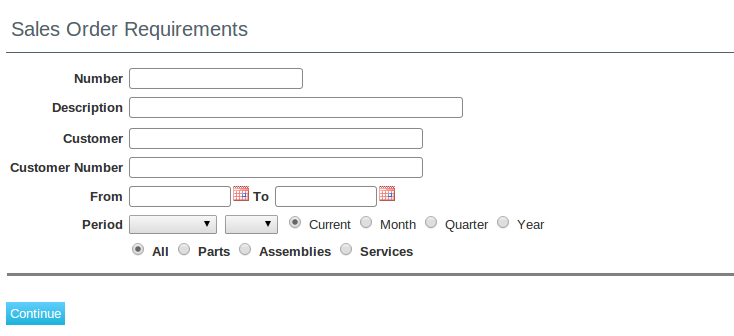 Sales Order Requirements
Number
Description
Customer
Customer Number
From To
Period Current Month Quarter Year
All Parts Assemblies Services
Continue